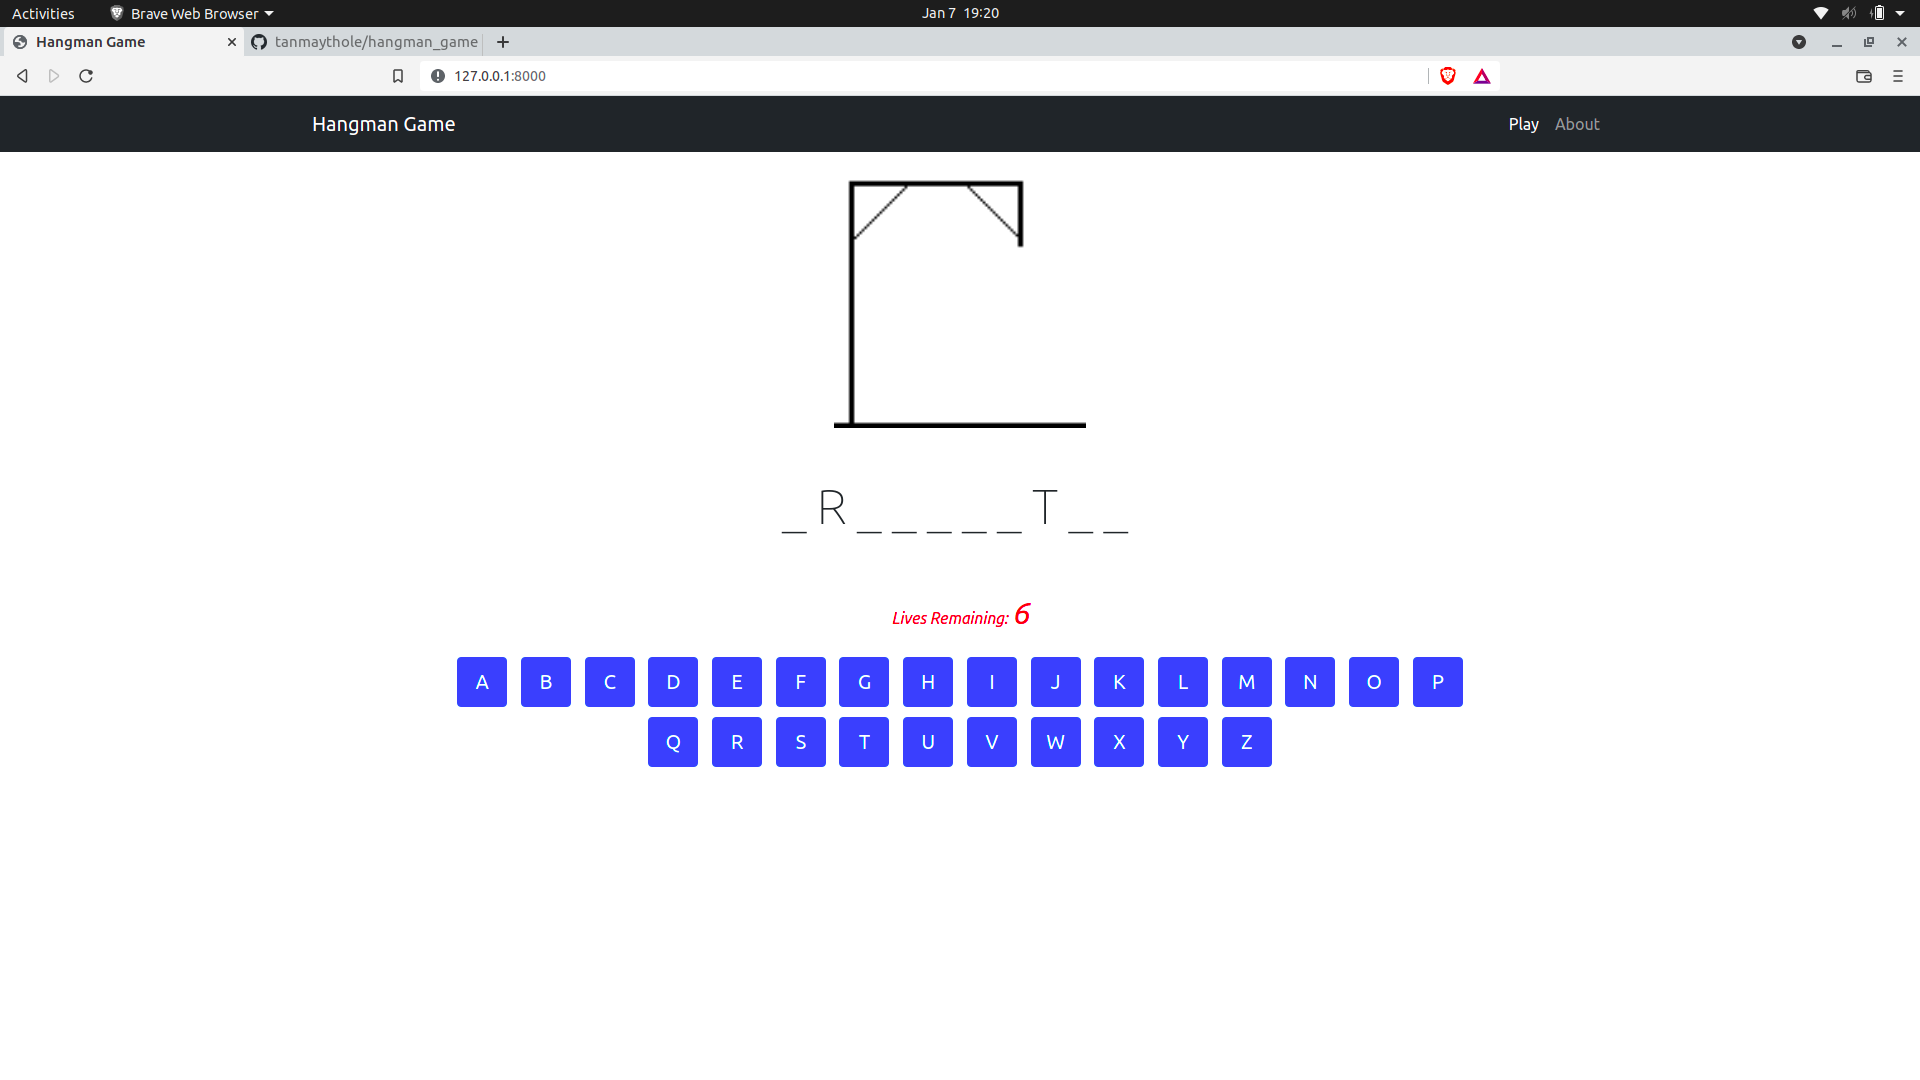 Activities Brave Web Browser Jan 7 19:20
Hangman Game tanmaythole/hangman_game
127.0.0.1:8000
Hangman Game Play About
_ R _ _ _ _ _ T _ _
Lives Remaining: 6
A B C D E F G H I J K L M N O P
Q R S T U V W X Y Z